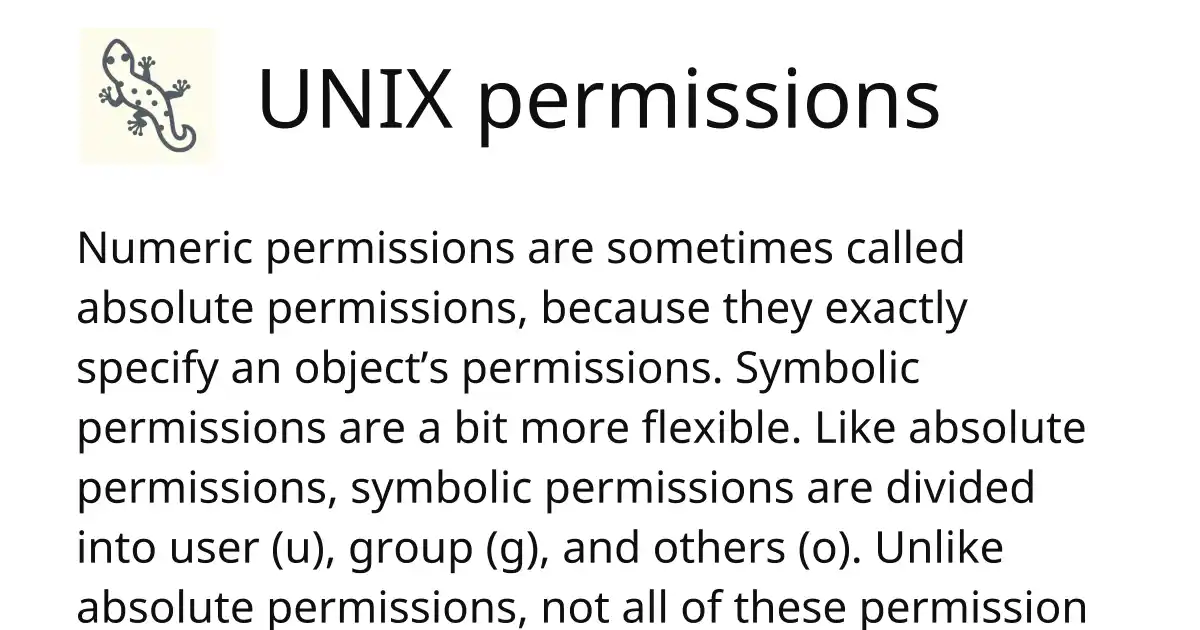 UNIX permissions
Numeric permissions are sometimes called
absolute permissions, because they exactly
specify an object’s permissions. Symbolic
permissions are a bit more flexible. Like absolute
permissions, symbolic permissions are divided
into user (u), group (g), and others (o). Unlike
absolute permissions, not all of these permission